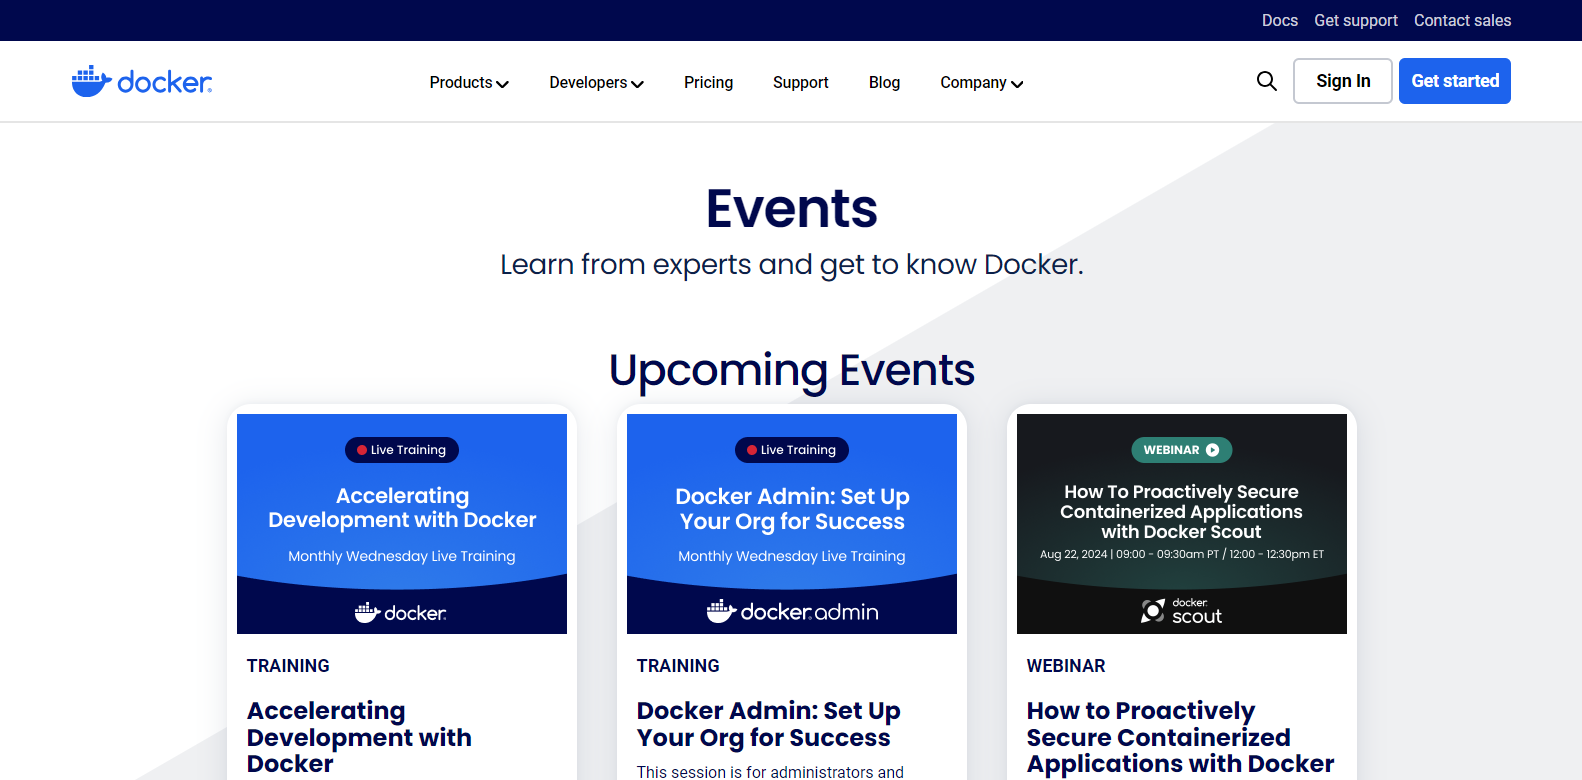 Docs Get support Contact sales
docker Products Developers Pricing Support Blog Company Sign In Get started
Events
Learn from experts and get to know Docker.
Upcoming Events
Live Training
Accelerating
Development with Docker
Monthly Wednesday Live Training
docker
TRAINING
Accelerating
Development with
Docker
Live Training
Docker Admin: Set Up
Your Org for Success
Monthly Wednesday Live Training
docker admin
TRAINING
Docker Admin: Set Up
Your Org for Success
This session is for administrators and
WEBINAR
How To Proactively Secure
Containerized Applications
with Docker Scout
Aug 22, 2024 | 09:00 - 09:30am PT / 12:00 - 12:30pm ET
docker
scout
WEBINAR
How to Proactively
Secure Containerized
Applications with Docker